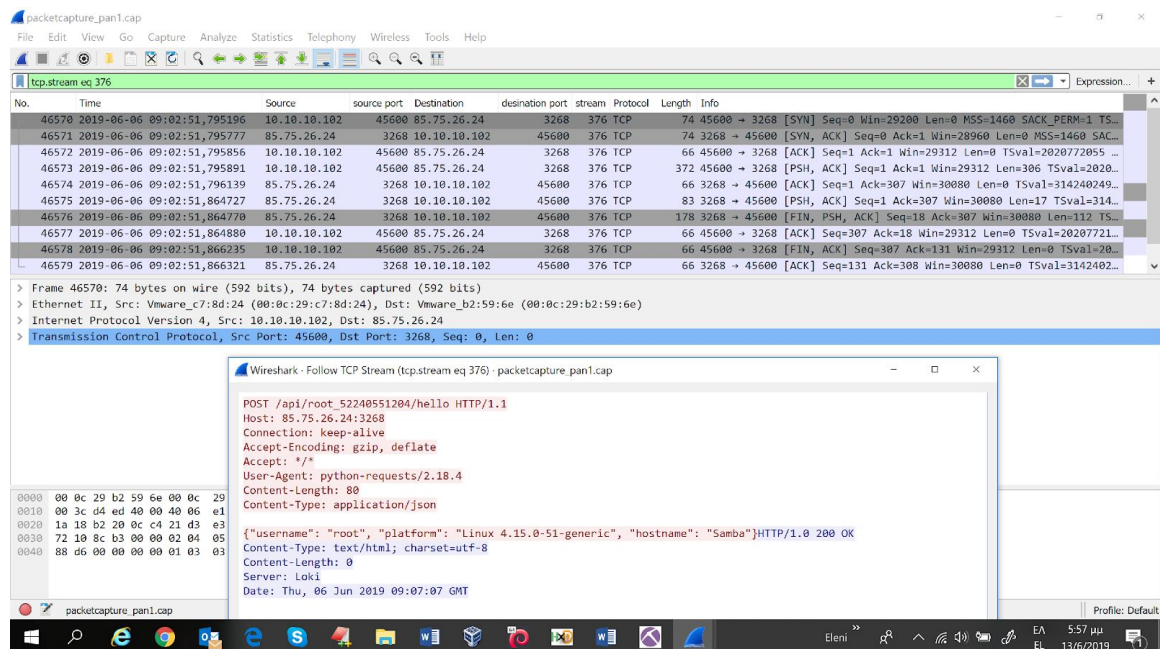 packetcapture_pan1.cap
File Edit View Go Capture Analyze Statistics Telephony Wireless Tools Help
tcp.stream eq 376
Expression... +
No. Time Source source port Destination desination port stream Protocol Length Info
46570 2019-06-06 09:02:51,795196 10.10.10.102 45600 85.75.26.24 3268 376 TCP 74 45600 → 3268 [SYN] Seq=0 Win=29200 Len=0 MSS=1460 SACK_PERM=1 TS…
46571 2019-06-06 09:02:51,795777 85.75.26.24 3268 10.10.10.102 45600 376 TCP 74 3268 → 45600 [SYN, ACK] Seq=0 Ack=1 Win=28960 Len=0 MSS=1460 SAC…
46572 2019-06-06 09:02:51,795856 10.10.10.102 45600 85.75.26.24 3268 376 TCP 66 45600 → 3268 [ACK] Seq=1 Ack=1 Win=29312 Len=0 TSval=2020772055 …
46573 2019-06-06 09:02:51,795891 10.10.10.102 45600 85.75.26.24 3268 376 TCP 372 45600 → 3268 [PSH, ACK] Seq=1 Ack=1 Win=29312 Len=306 TSval=2020…
46574 2019-06-06 09:02:51,796139 85.75.26.24 3268 10.10.10.102 45600 376 TCP 66 3268 → 45600 [ACK] Seq=1 Ack=307 Win=30080 Len=0 TSval=314240249…
46575 2019-06-06 09:02:51,864727 85.75.26.24 3268 10.10.10.102 45600 376 TCP 83 3268 → 45600 [PSH, ACK] Seq=1 Ack=307 Win=30080 Len=17 TSval=314…
46576 2019-06-06 09:02:51,864770 85.75.26.24 3268 10.10.10.102 45600 376 TCP 178 3268 → 45600 [FIN, PSH, ACK] Seq=18 Ack=307 Win=30080 Len=112 TS…
46577 2019-06-06 09:02:51,864880 10.10.10.102 45600 85.75.26.24 3268 376 TCP 66 45600 → 3268 [ACK] Seq=307 Ack=18 Win=29312 Len=0 TSval=20207721…
46578 2019-06-06 09:02:51,866235 10.10.10.102 45600 85.75.26.24 3268 376 TCP 66 45600 → 3268 [FIN, ACK] Seq=307 Ack=131 Win=29312 Len=0 TSval=20…
46579 2019-06-06 09:02:51,866321 85.75.26.24 3268 10.10.10.102 45600 376 TCP 66 3268 → 45600 [ACK] Seq=131 Ack=308 Win=30080 Len=0 TSval=3142402…
> Frame 46570: 74 bytes on wire (592 bits), 74 bytes captured (592 bits)
> Ethernet II, Src: Vmware_c7:8d:24 (00:0c:29:c7:8d:24), Dst: Vmware_b2:59:6e (00:0c:29:b2:59:6e)
> Internet Protocol Version 4, Src: 10.10.10.102, Dst: 85.75.26.24
> Transmission Control Protocol, Src Port: 45600, Dst Port: 3268, Seq: 0, Len: 0
Wireshark · Follow TCP Stream (tcp.stream eq 376) · packetcapture_pan1.cap
POST /api/root_52240551204/hello HTTP/1.1
Host: 85.75.26.24:3268
Connection: keep-alive
Accept-Encoding: gzip, deflate
Accept: */*
User-Agent: python-requests/2.18.4
Content-Length: 80
Content-Type: application/json
{"username": "root", "platform": "Linux 4.15.0-51-generic", "hostname": "Samba"}HTTP/1.0 200 OK
Content-Type: text/html; charset=utf-8
Content-Length: 0
Server: Loki
Date: Thu, 06 Jun 2019 09:07:07 GMT
0000 00 0c 29 b2 59 6e 00 0c 29
0010 00 3c d4 ed 40 00 40 06 e1
0020 1a 18 b2 20 0c c4 21 d3 e3
0030 72 10 8c b3 00 00 02 04 05
0040 88 d6 00 00 00 00 01 03 03
packetcapture_pan1.cap
Profile: Default
Eleni
ΕΛ
EL
5:57 μμ
13/6/2019